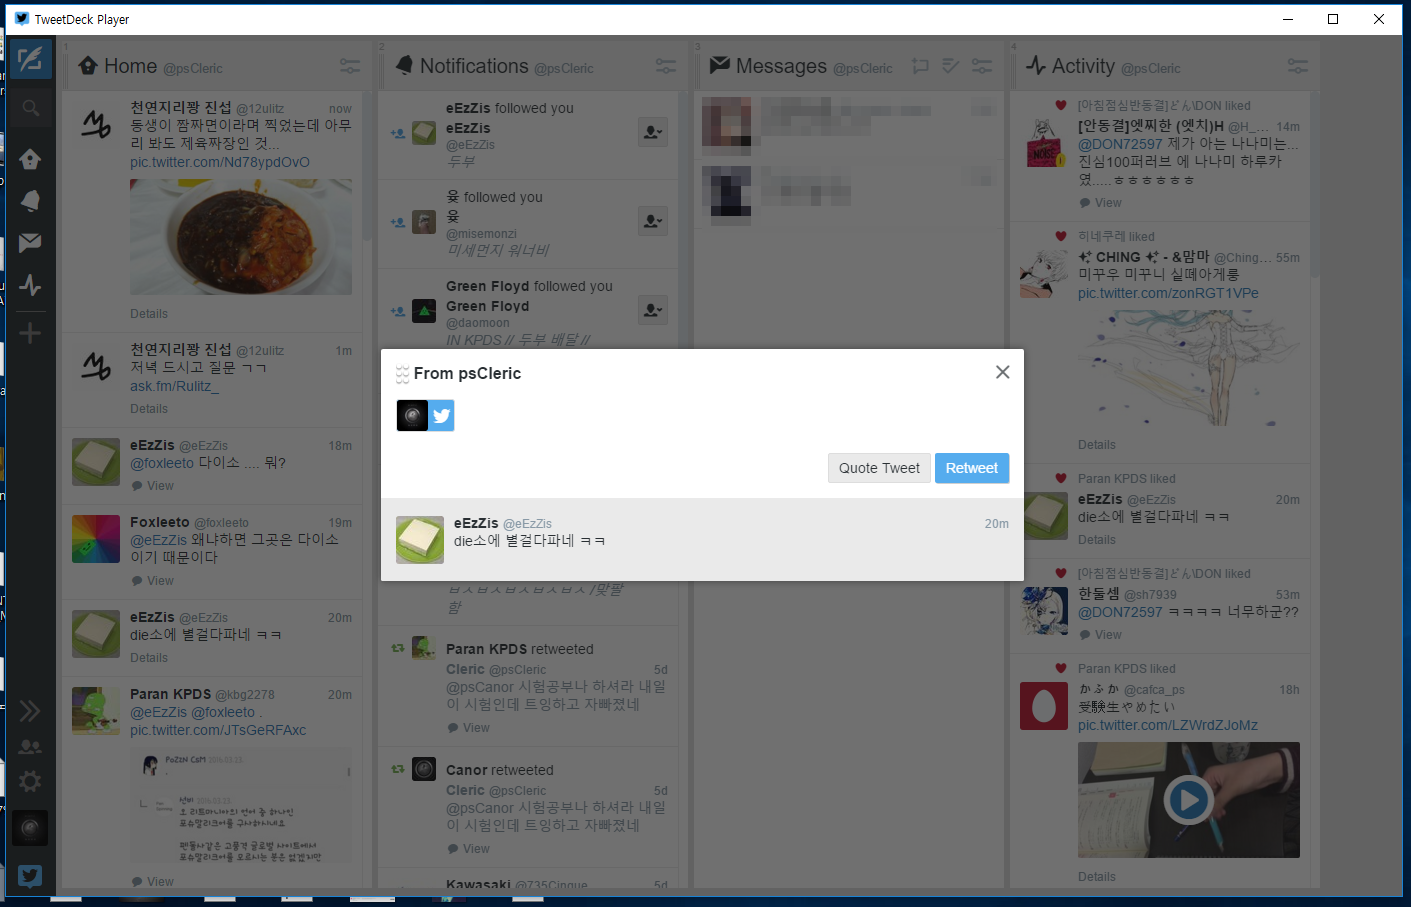 TweetDeck Player
1
Home @psCleric
천연지리꽝 진섭 @12ulitz now
동생이 짬짜면이라며 찍었는데 아무
리 봐도 제육짜장인 것...
pic.twitter.com/Nd78ypdOvO
Details
천연지리꽝 진섭 @12ulitz 1m
저녁 드시고 질문 ㄱㄱ
ask.fm/Rulitz_
Details
eEzZis @eEzZis 18m
@foxleeto 다이소 .... 뭐?
View
Foxleeto @foxleeto 19m
@eEzZis 왜냐하면 그곳은 다이소
이기 때문이다
View
eEzZis @eEzZis 20m
die소에 별걸다파네 ㅋㅋ
Details
Paran KPDS @kbg2278 20m
@eEzZis @foxleeto .
pic.twitter.com/JTsGeRFAxc
PoZEN CsM
View
2
Notifications @psCleric
eEzZis followed you
eEzZis
@eEzZis
두부
윷 followed you
윷
@misemonzi
미세먼지 워너비
Green Floyd followed you
Green Floyd
@daomoon
IN KPDS // 두부 배달 //
함
Paran KPDS retweeted
Cleric @psCleric 5d
@psCanor 시험공부나 하셔라 내일
이 시험인데 트잉하고 자빠졌네
View
Canor retweeted
Cleric @psCleric 5d
@psCanor 시험공부나 하셔라 내일
이 시험인데 트잉하고 자빠졌네
View
Kawasaki @735Cinque 5d
3
Messages @psCleric
4
Activity @psCleric
[아침점심반동결]どん\DON liked
[안동결]엣찌한 (엣치)H @H_... 14m
@DON72597 제가 아는 나나미는...
진심100퍼러브 에 나나미 하루카
였.....ㅎㅎㅎㅎㅎㅎ
View
히네쿠레 liked
CHING - &맘마 @Ching... 55m
미꾸우 미꾸니 실떼아게룽
pic.twitter.com/zonRGT1VPe
Details
Paran KPDS liked
eEzZis @eEzZis 20m
die소에 별걸다파네 ㅋㅋ
Details
[아침점심반동결]どん\DON liked
한둘셈 @sh7939 53m
@DON72597 ㅋㅋㅋㅋ 너무하군??
View
Paran KPDS liked
かふか @cafca_ps 18h
受験生やめたい
pic.twitter.com/LZWrdZJoMz
Details
From psCleric
Quote Tweet
Retweet
eEzZis @eEzZis 20m
die소에 별걸다파네 ㅋㅋ